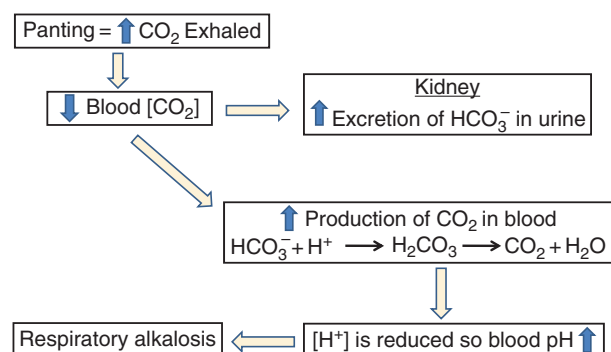 Panting = ↑ CO₂ Exhaled
↓ Blood [CO₂]
Kidney
↑ Excretion of HCO₃⁻ in urine
↑ Production of CO₂ in blood
HCO₃⁻ + H⁺ → H₂CO₃ → CO₂ + H₂O
Respiratory alkalosis
[H⁺] is reduced so blood pH ↑